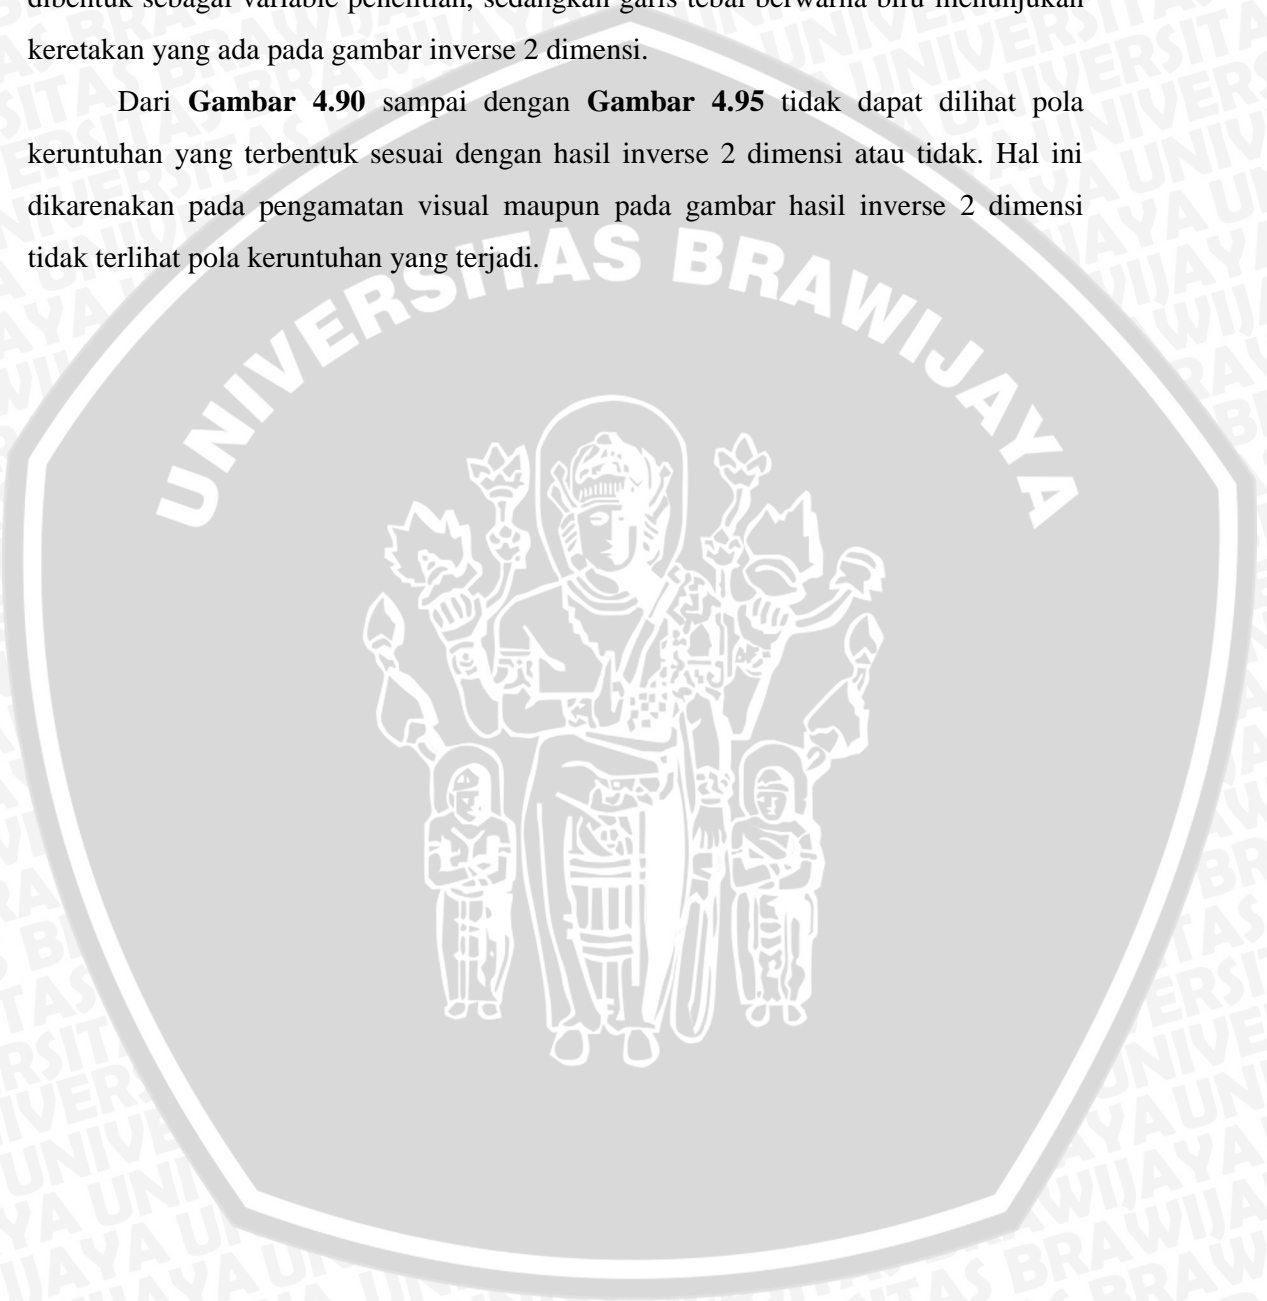 dibentuk sebagai variable penelitian, sedangkan garis tebal berwarna biru menunjukan
keretakan yang ada pada gambar inverse 2 dimensi.
Dari Gambar 4.90 sampai dengan Gambar 4.95 tidak dapat dilihat pola
keruntuhan yang terbentuk sesuai dengan hasil inverse 2 dimensi atau tidak. Hal ini
dikarenakan pada pengamatan visual maupun pada gambar hasil inverse 2 dimensi
tidak terlihat pola keruntuhan yang terjadi.
UNIVERSITAS BRAWIJAYA